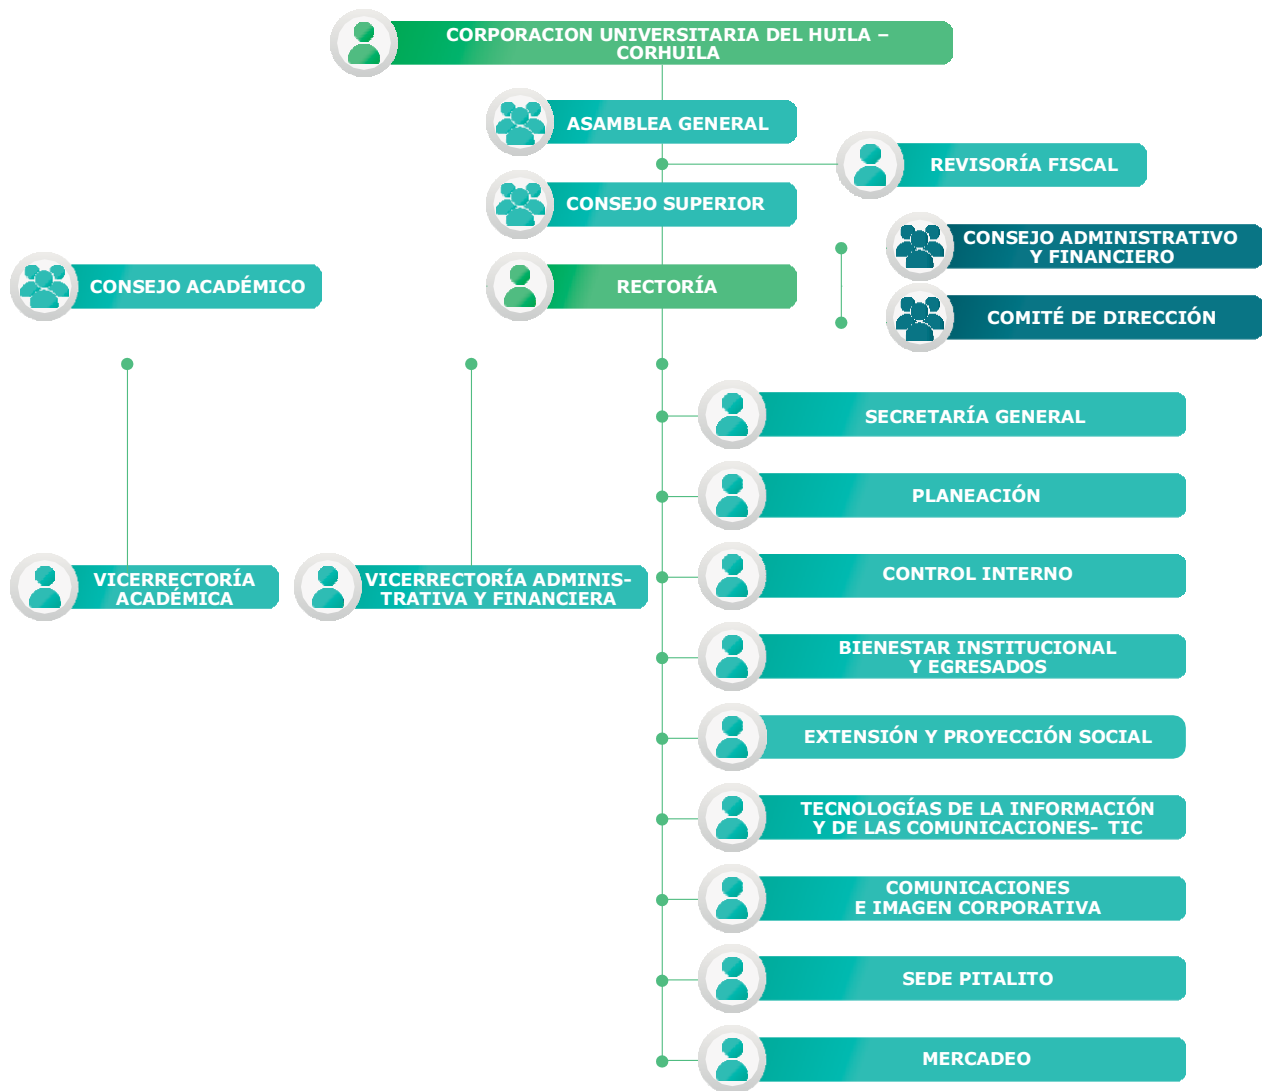 CORPORACION UNIVERSITARIA DEL HUILA –
CORHUILA
ASAMBLEA GENERAL
REVISORÍA FISCAL
CONSEJO SUPERIOR
CONSEJO ADMINISTRATIVO
Y FINANCIERO
CONSEJO ACADÉMICO
RECTORÍA
COMITÉ DE DIRECCIÓN
SECRETARÍA GENERAL
PLANEACIÓN
CONTROL INTERNO
VICERRECTORÍA
ACADÉMICA
VICERRECTORÍA ADMINIS-
TRATIVA Y FINANCIERA
BIENESTAR INSTITUCIONAL
Y EGRESADOS
EXTENSIÓN Y PROYECCIÓN SOCIAL
TECNOLOGÍAS DE LA INFORMACIÓN
Y DE LAS COMUNICACIONES- TIC
COMUNICACIONES
E IMAGEN CORPORATIVA
SEDE PITALITO
MERCADEO